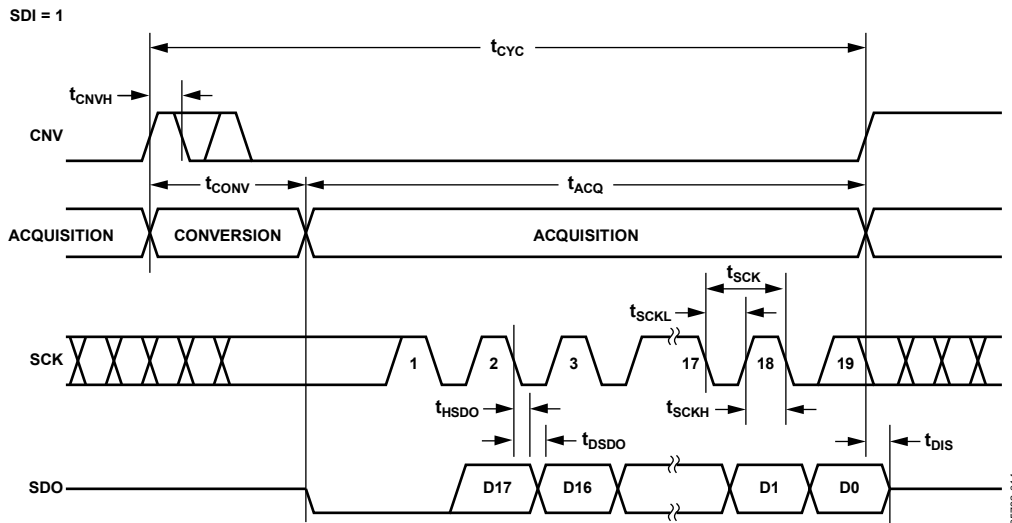 SDI = 1
tCYC
tCNVH
CNV
tCONV
tACQ
ACQUISITION
CONVERSION
ACQUISITION
tSCK
tSCKL
SCK
1
2
3
17
18
19
tHSDO
tDSDO
tSCKH
tDIS
SDO
D17
D16
D1
D0